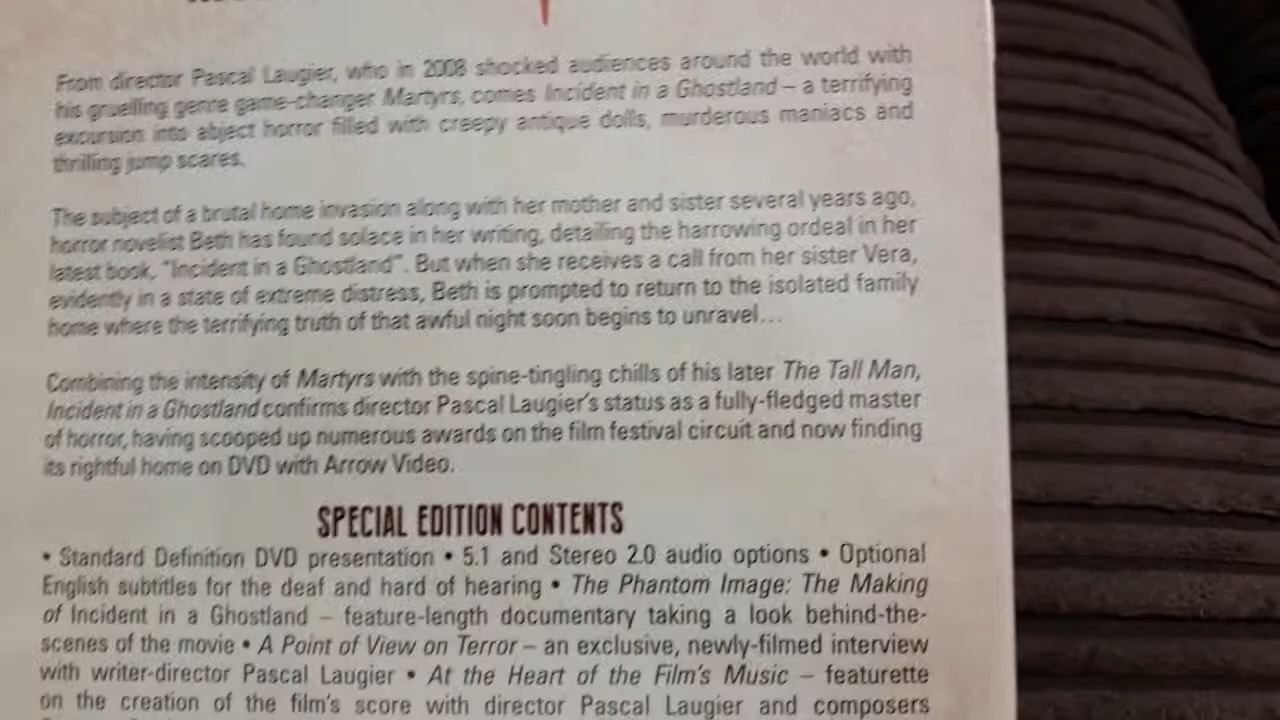 From director Pascal Laugier, who in 2008 shocked audiences around the world with
his gruelling genre game-changer Martyrs, comes Incident in a Ghostland – a terrifying
excursion into abject horror filled with creepy antique dolls, murderous maniacs and
thrilling jump scares.
The subject of a brutal home invasion along with her mother and sister several years ago,
horror novelist Beth has found solace in her writing, detailing the harrowing ordeal in her
latest book, "Incident in a Ghostland". But when she receives a call from her sister Vera,
evidently in a state of extreme distress, Beth is prompted to return to the isolated family
home where the terrifying truth of that awful night soon begins to unravel...
Combining the intensity of Martyrs with the spine-tingling chills of his later The Tall Man,
Incident in a Ghostland confirms director Pascal Laugier's status as a fully-fledged master
of horror, having scooped up numerous awards on the film festival circuit and now finding
its rightful home on DVD with Arrow Video.
SPECIAL EDITION CONTENTS
• Standard Definition DVD presentation • 5.1 and Stereo 2.0 audio options • Optional
English subtitles for the deaf and hard of hearing • The Phantom Image: The Making
of Incident in a Ghostland – feature-length documentary taking a look behind-the-
scenes of the movie • A Point of View on Terror – an exclusive, newly-filmed interview
with writer-director Pascal Laugier • At the Heart of the Film's Music – featurette
on the creation of the film's score with director Pascal Laugier and composers